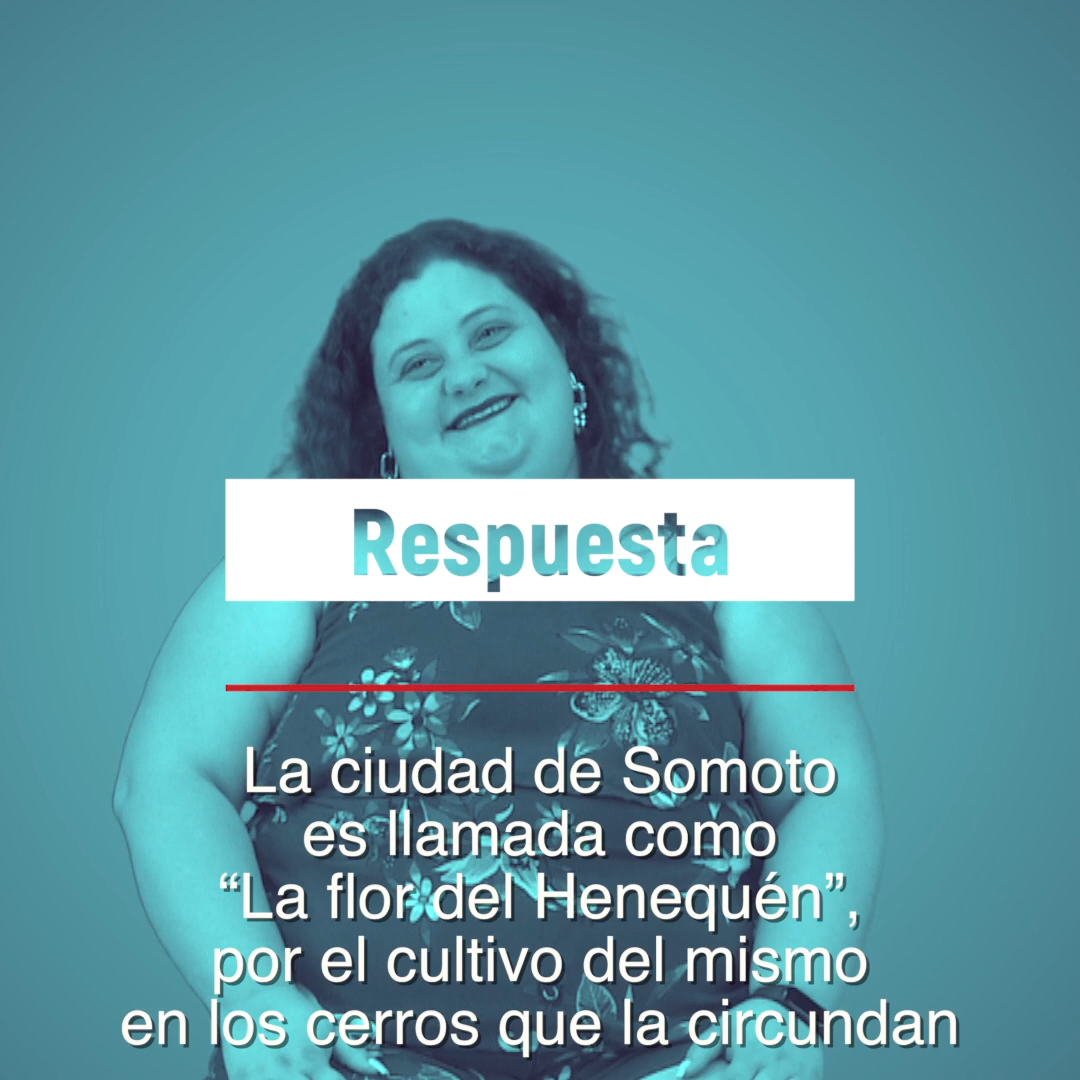 Respuesta
La ciudad de Somoto
es llamada como
“La flor del Henequén”,
por el cultivo del mismo
en los cerros que la circundan